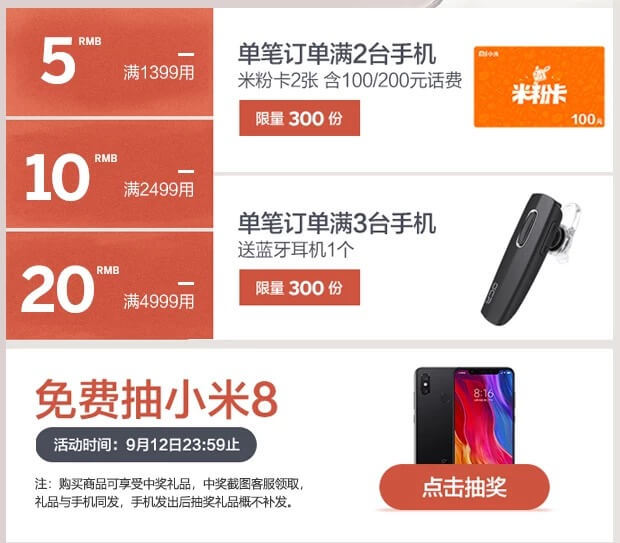 5 RMB
满1399用
10 RMB
满2499用
20 RMB
满4999用
单笔订单满2台手机
米粉卡2张 含100/200元话费
限量 300 份
米粉卡
100元
单笔订单满3台手机
送蓝牙耳机1个
限量 300 份
QCR
免费抽小米8
活动时间：9月12日23:59止
注：购买商品可享受中奖礼品，中奖截图客服领取，
礼品与手机同发，手机发出后抽奖礼品概不补发。
8:16
点击抽奖